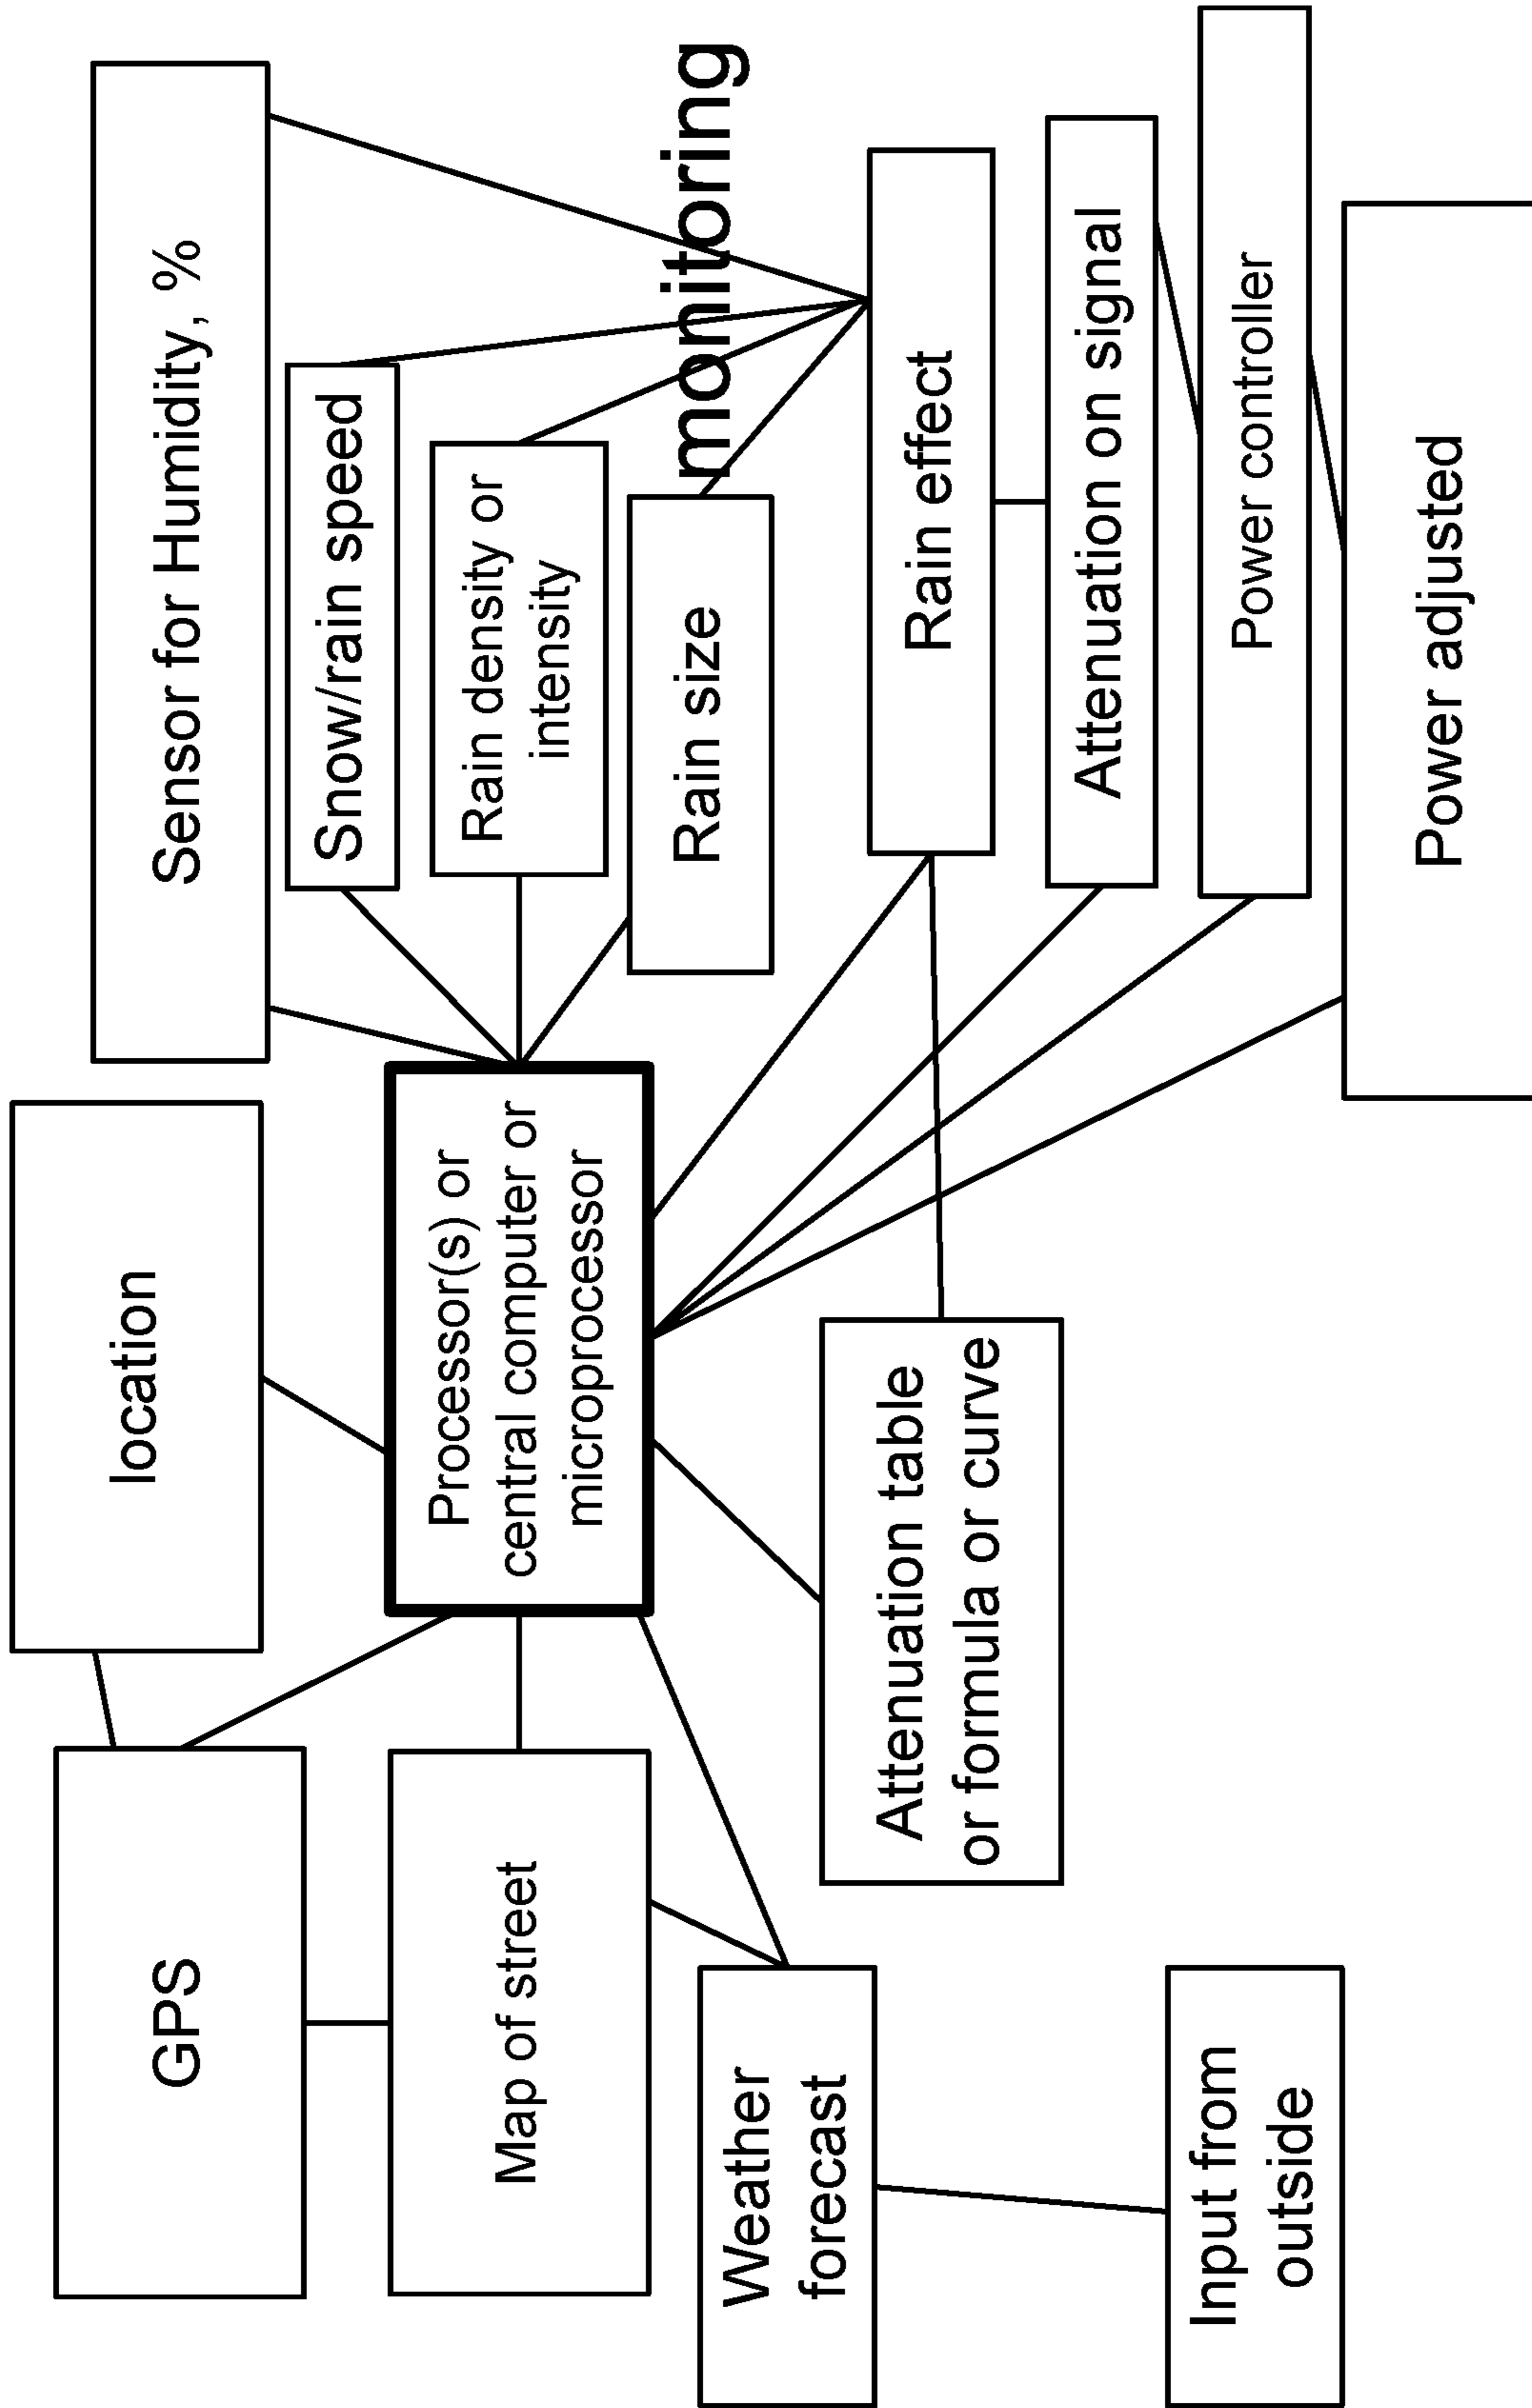 GPS
location
Sensor for Humidity, %
Snow/rain speed
Map of street
Processor(s) or
central computer or
microprocessor
Rain density or
intensity
Rain size
monitoring
Weather
forecast
Attenuation table
or formula or curve
Rain effect
Attenuation on signal
Input from
outside
Power controller
Power adjusted